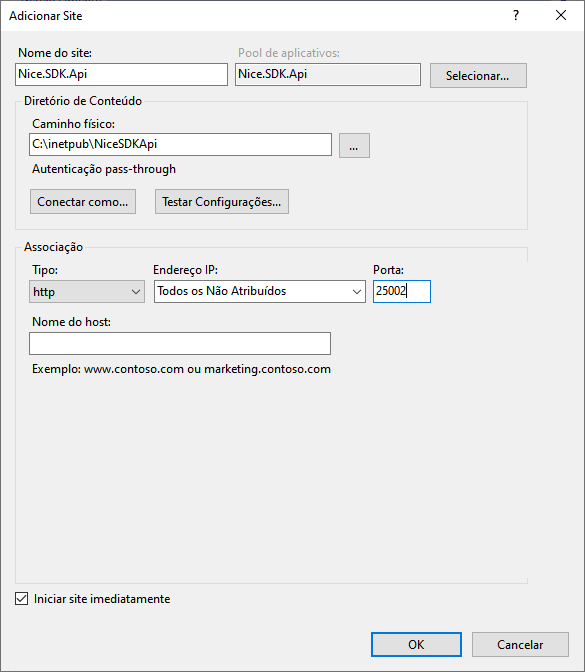 Adicionar Site
?
Nome do site:
Pool de aplicativos:
Nice.SDK.Api
Nice.SDK.Api
Selecionar...
Diretório de Conteúdo
Caminho físico:
C:\inetpub\NiceSDKApi
...
Autenticação pass-through
Conectar como...
Testar Configurações...
Associação
Tipo:
Endereço IP:
Porta:
http
Todos os Não Atribuídos
25002
Nome do host:
Exemplo: www.contoso.com ou marketing.contoso.com
Iniciar site imediatamente
OK
Cancelar